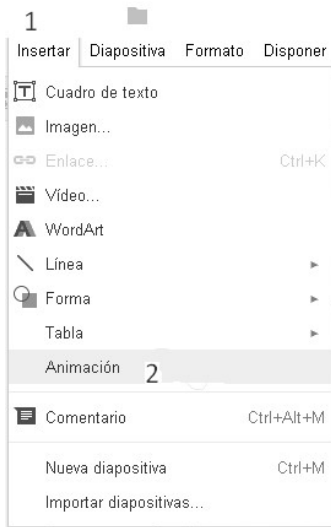 1
Insertar Diapositiva Formato Disponer
T Cuadro de texto
Imagen...
Enlace... Ctrl+K
Vídeo...
A WordArt
Línea
Forma
Tabla
Animación 2
Comentario Ctrl+Alt+M
Nueva diapositiva Ctrl+M
Importar diapositivas...